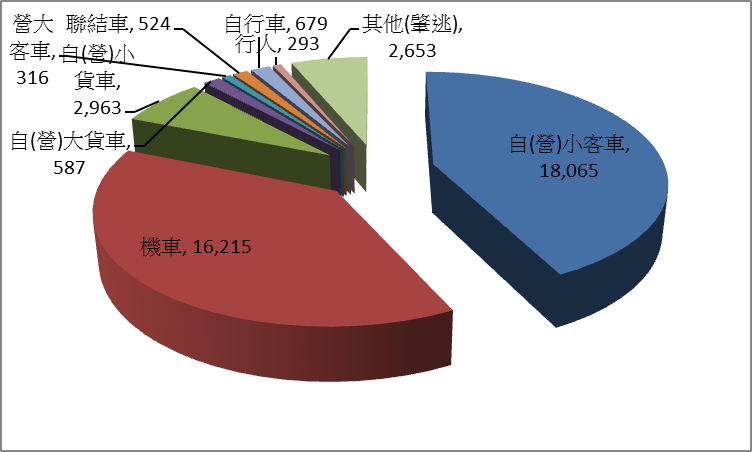 營大
客車,
316
聯結車, 524
自行車, 679
行人, 293
其他(肇逃),
2,653
自(營)小
貨車,
2,963
自(營)大貨車,
587
自(營)小客車,
18,065
機車, 16,215